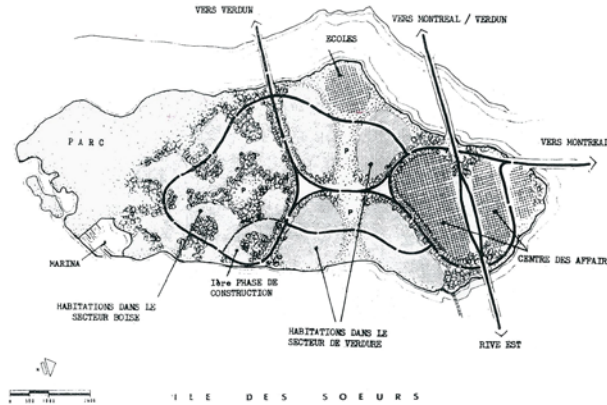 VERS VERDUN
VERS MONTREAL / VERDUN
ECOLES
PARC
VERS MONTREAL
P
P
P
MARINA
CENTRE DES AFFAIR
1ère PHASE DE
CONSTRUCTION
HABITATIONS DANS LE
SECTEUR BOISE
HABITATIONS DANS LE
SECTEUR DE VERDURE
RIVE EST
ILE DES SOEURS